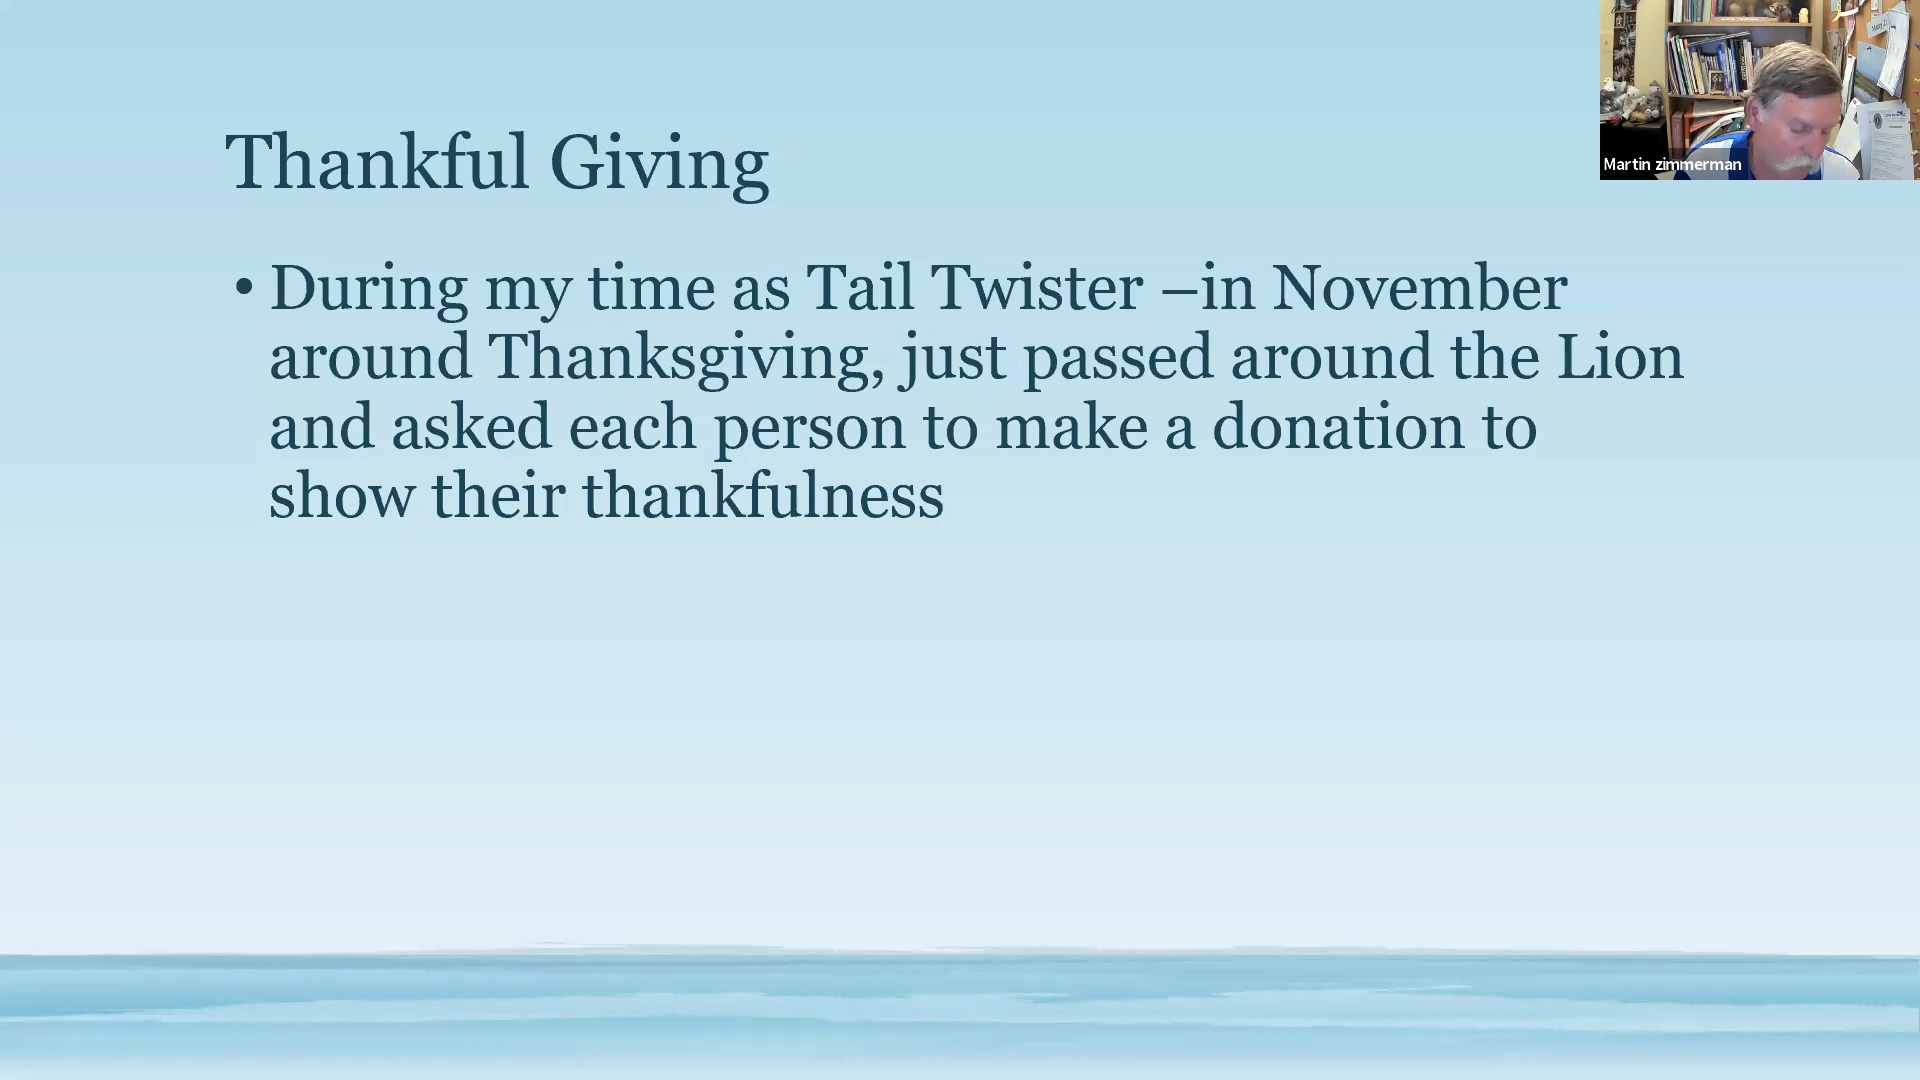 Thankful Giving
• During my time as Tail Twister –in November
around Thanksgiving, just passed around the Lion
and asked each person to make a donation to
show their thankfulness
Martin zimmerman